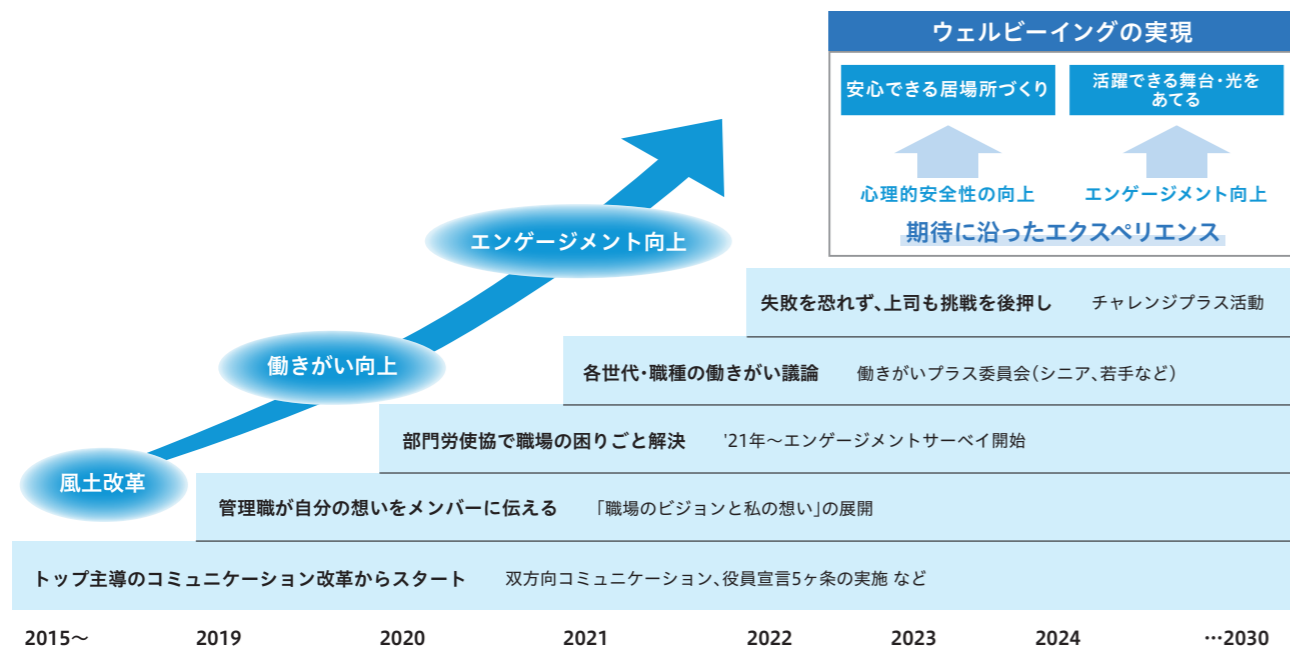 ウェルビーイングの実現
安心できる居場所づくり
活躍できる舞台・光を
あてる
心理的安全性の向上
エンゲージメント向上
期待に沿ったエクスペリエンス
エンゲージメント向上
働きがい向上
風土改革
失敗を恐れず、上司も挑戦を後押し チャレンジプラス活動
各世代・職種の働きがい議論 働きがいプラス委員会(シニア、若手など)
部門労使協で職場の困りごと解決 '21年～エンゲージメントサーベイ開始
管理職が自分の想いをメンバーに伝える 「職場のビジョンと私の想い」の展開
トップ主導のコミュニケーション改革からスタート 双方向コミュニケーション、役員宣言5ヶ条の実施 など
2015～ 2019 2020 2021 2022 2023 2024 …2030